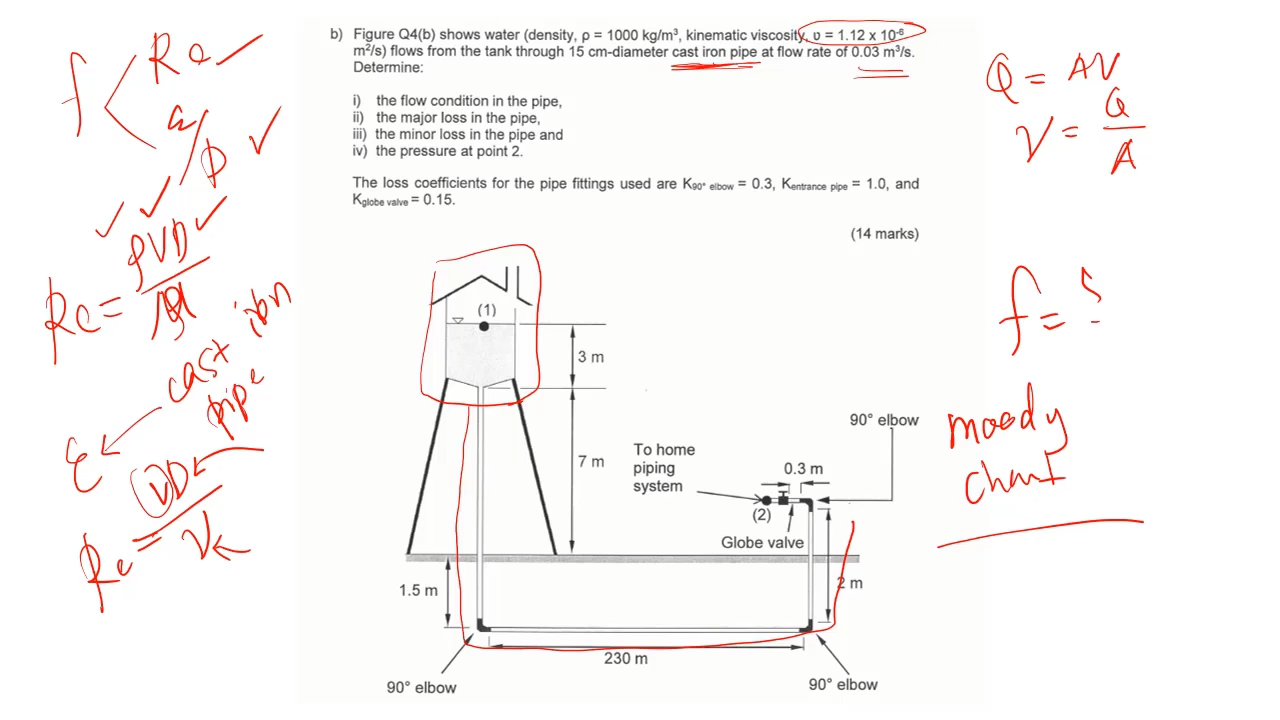 b) Figure Q4(b) shows water (density, ρ = 1000 kg/m³, kinematic viscosity, υ = 1.12 x 10⁻⁶
m²/s) flows from the tank through 15 cm-diameter cast iron pipe at flow rate of 0.03 m³/s.
Determine:
i) the flow condition in the pipe,
ii) the major loss in the pipe,
iii) the minor loss in the pipe and
iv) the pressure at point 2.
The loss coefficients for the pipe fittings used are K90° elbow = 0.3, Kentrance pipe = 1.0, and
Kglobe valve = 0.15.
(14 marks)
(1)
3 m
7 m
1.5 m
230 m
90° elbow
90° elbow
90° elbow
To home
piping
system
0.3 m
(2)
Globe valve
2 m
f
Re
ε/D
Re = ρVD
cast iron
pipe
ε
Re = VD/ν
Q = AV
V = Q/A
f = ?
moody
chart